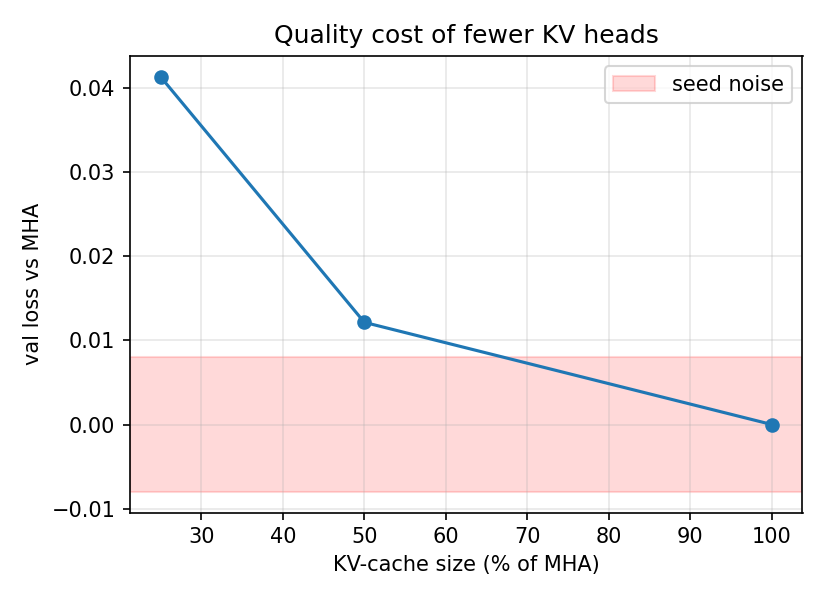 Quality cost of fewer KV heads
seed noise
val loss vs MHA
0.04
0.03
0.02
0.01
0.00
−0.01
30 40 50 60 70 80 90 100
KV-cache size (% of MHA)